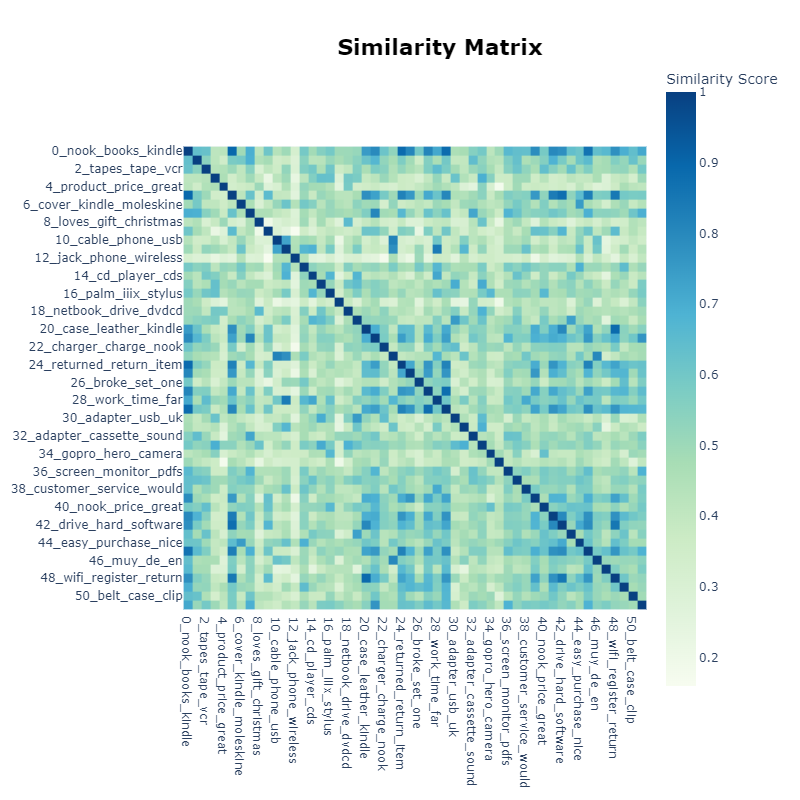 Similarity Matrix
Similarity Score
1
0.9
0.8
0.7
0.6
0.5
0.4
0.3
0.2
0_nook_books_kindle
2_tapes_tape_vcr
4_product_price_great
6_cover_kindle_moleskine
8_loves_gift_christmas
10_cable_phone_usb
12_jack_phone_wireless
14_cd_player_cds
16_palm_iiix_stylus
18_netbook_drive_dvdcd
20_case_leather_kindle
22_charger_charge_nook
24_returned_return_item
26_broke_set_one
28_work_time_far
30_adapter_usb_uk
32_adapter_cassette_sound
34_gopro_hero_camera
36_screen_monitor_pdfs
38_customer_service_would
40_nook_price_great
42_drive_hard_software
44_easy_purchase_nice
46_muy_de_en
48_wifi_register_return
50_belt_case_clip
0_nook_books_kindle
2_tapes_tape_vcr
4_product_price_great
6_cover_kindle_moleskine
8_loves_gift_christmas
10_cable_phone_usb
12_jack_phone_wireless
14_cd_player_cds
16_palm_iiix_stylus
18_netbook_drive_dvdcd
20_case_leather_kindle
22_charger_charge_nook
24_returned_return_item
26_broke_set_one
28_work_time_far
30_adapter_usb_uk
32_adapter_cassette_sound
34_gopro_hero_camera
36_screen_monitor_pdfs
38_customer_service_would
40_nook_price_great
42_drive_hard_software
44_easy_purchase_nice
46_muy_de_en
48_wifi_register_return
50_belt_case_clip